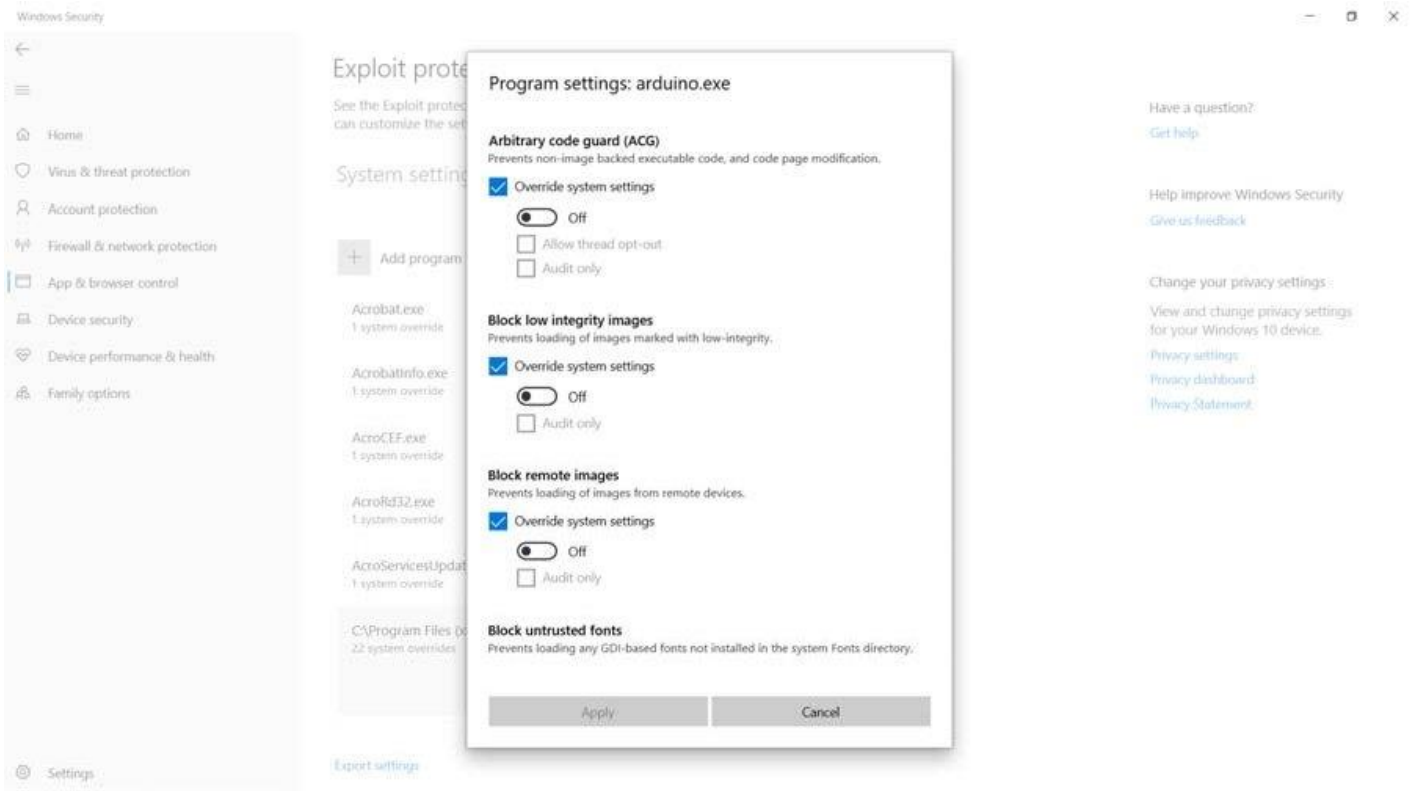 Windows Security
Home
Virus & threat protection
Account protection
Firewall & network protection
App & browser control
Device security
Device performance & health
Family options
Settings
Exploit prote
See the Exploit protec
can customize the set
System setting
Add program
Acrobat.exe
1 system override
AcrobatInfo.exe
1 system override
AcroCEF.exe
1 system override
AcroRd32.exe
1 system override
AcroServicesUpdat
1 system override
C:\Program Files (x
22 system overrides
Export settings
Program settings: arduino.exe
Arbitrary code guard (ACG)
Prevents non-image backed executable code, and code page modification.
Override system settings
Off
Allow thread opt-out
Audit only
Block low integrity images
Prevents loading of images marked with low-integrity.
Override system settings
Off
Audit only
Block remote images
Prevents loading of images from remote devices.
Override system settings
Off
Audit only
Block untrusted fonts
Prevents loading any GDI-based fonts not installed in the system Fonts directory.
Apply
Cancel
Have a question?
Get help
Help improve Windows Security
Give us feedback
Change your privacy settings
View and change privacy settings
for your Windows 10 device.
Privacy settings
Privacy dashboard
Privacy Statement